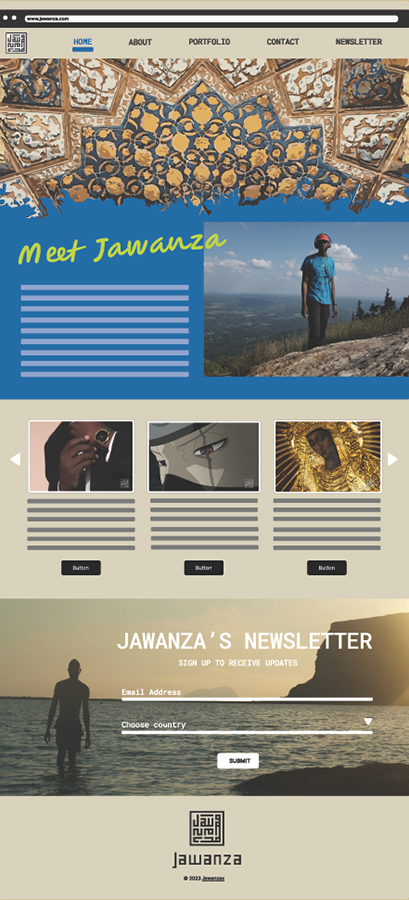 www.jawanza.com
HOME ABOUT PORTFOLIO CONTACT NEWSLETTER
Meet Jawanza
Button Button Button
JAWANZA'S NEWSLETTER
SIGN UP TO RECEIVE UPDATES
Email Address
Choose country
SUBMIT
jawanza
© 2023 Jawanzas